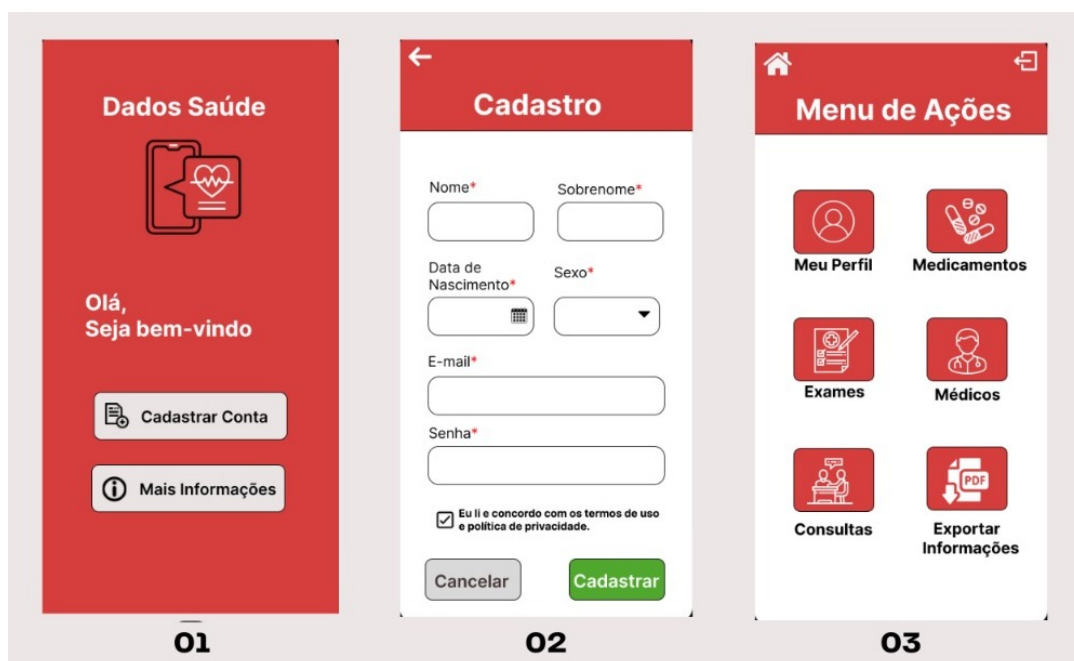 Dados Saúde
Olá,
Seja bem-vindo
Cadastrar Conta
Mais Informações
01
Cadastro
Nome*
Sobrenome*
Data de
Nascimento*
Sexo*
E-mail*
Senha*
Eu li e concordo com os termos de uso
e política de privacidade.
Cancelar
Cadastrar
02
Menu de Ações
Meu Perfil
Medicamentos
Exames
Médicos
Consultas
PDF
Exportar
Informações
03